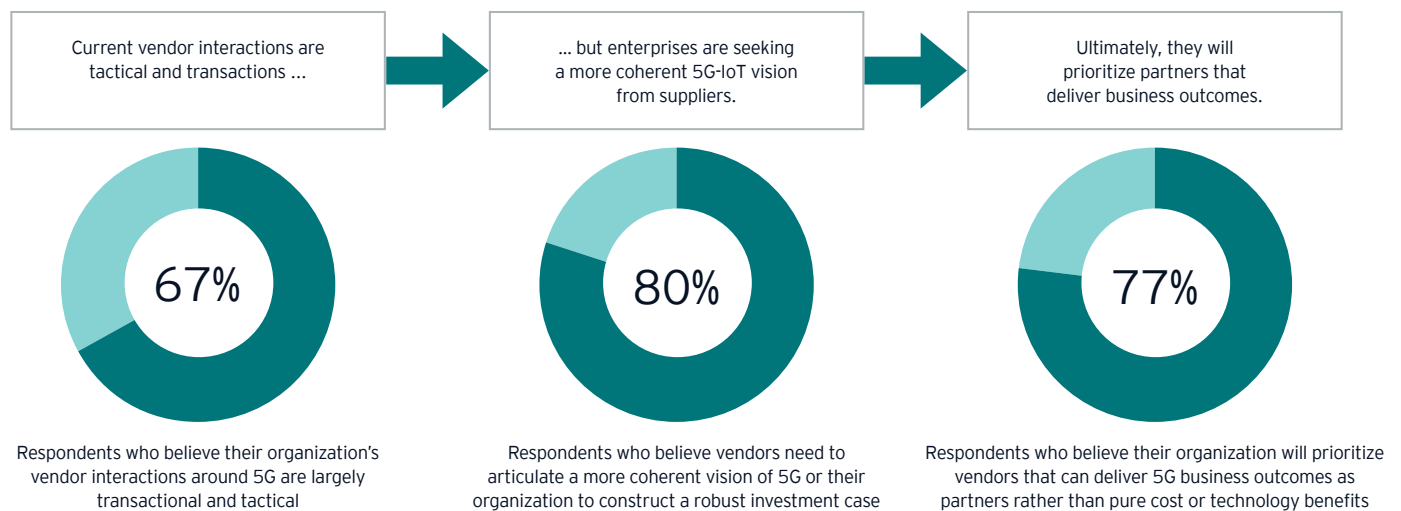 Current vendor interactions are
tactical and transactions ...
... but enterprises are seeking
a more coherent 5G-IoT vision
from suppliers.
Ultimately, they will
prioritize partners that
deliver business outcomes.
67%
80%
77%
Respondents who believe their organization's
vendor interactions around 5G are largely
transactional and tactical
Respondents who believe vendors need to
articulate a more coherent vision of 5G or their
organization to construct a robust investment case
Respondents who believe their organization will prioritize
vendors that can deliver 5G business outcomes as
partners rather than pure cost or technology benefits